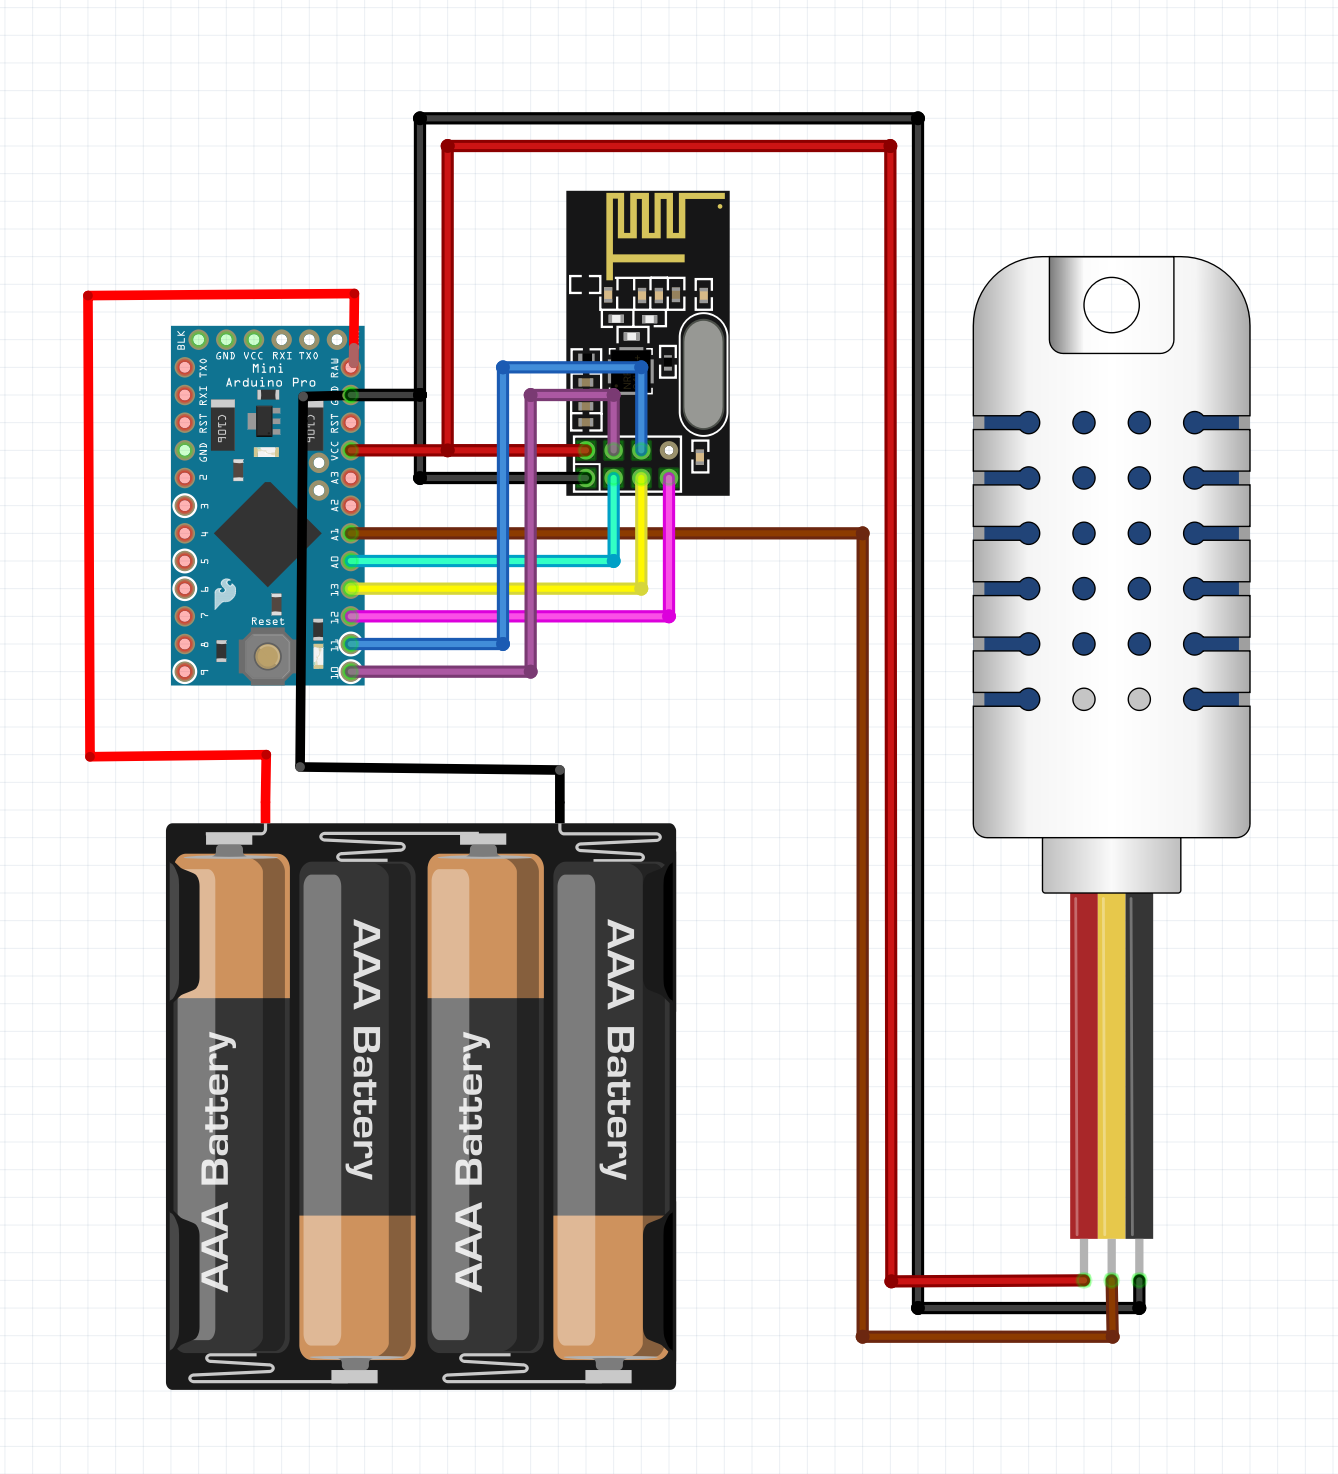 BLK
GND VCC RXI TXO
Mini
Arduino Pro
TXO
RXI
RST
GND
2
3
4
5
6
7
8
9
RAW
RST
VCC
A3
A2
A1
A0
13
12
11
10
C106
Reset
AAA Battery
AAA Battery
AAA Battery
AAA Battery